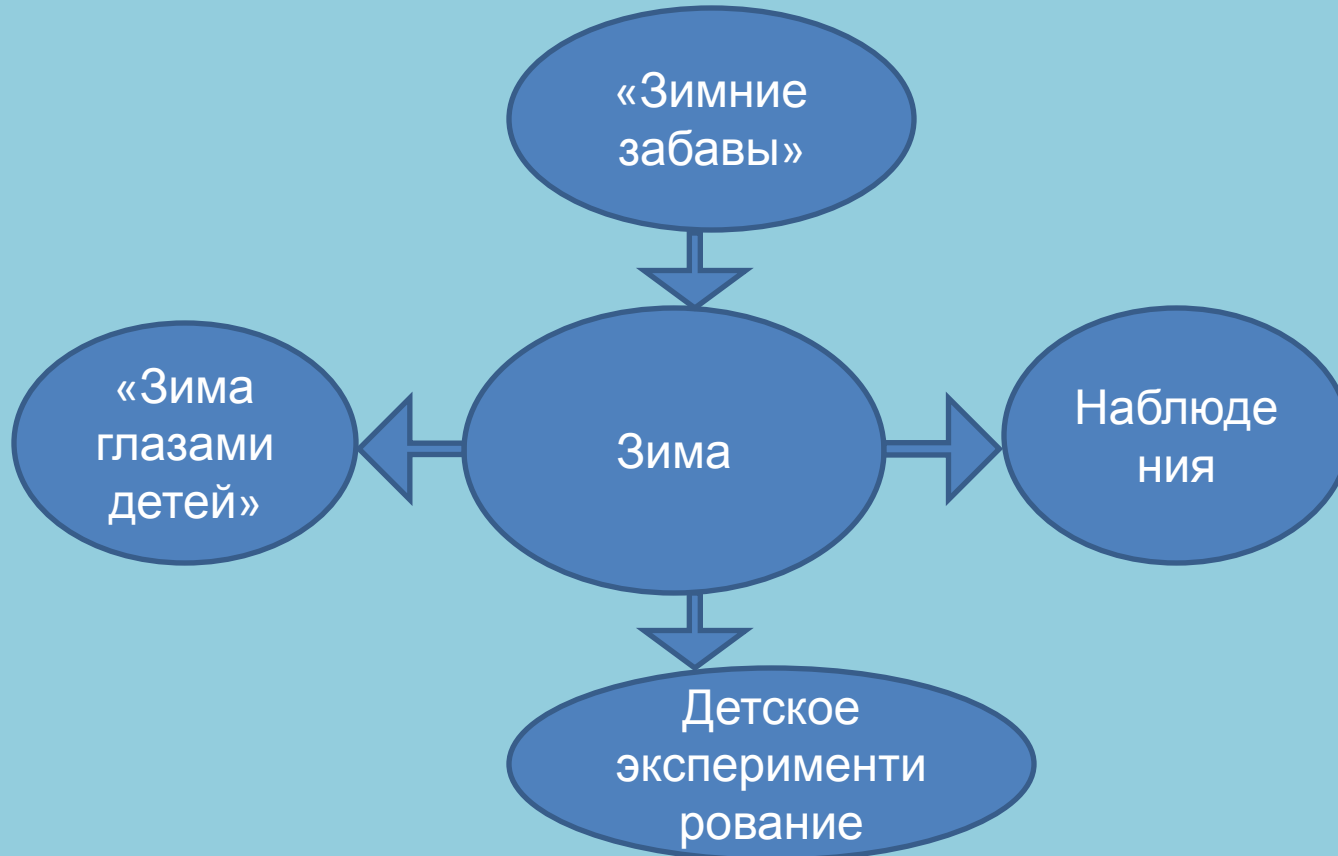 «Зимние
забавы»
«Зима
глазами
детей»
Зима
Наблюде
ния
Детское
эксперименти
рование